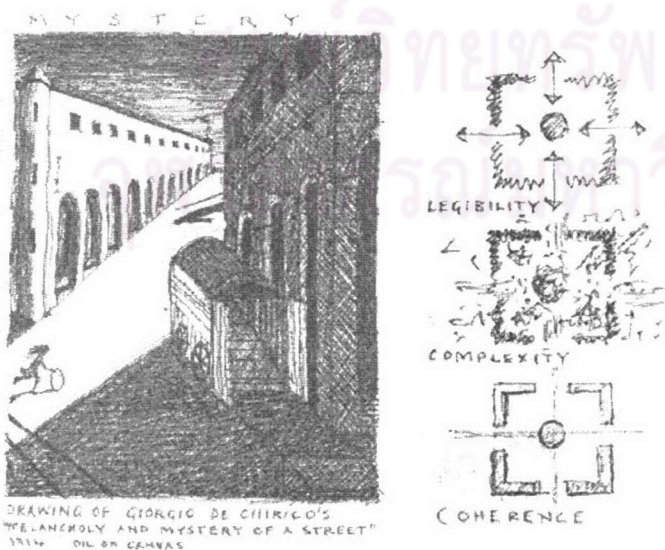 MYSTERY
LEGIBILITY
COMPLEXITY
COHERENCE
DRAWING OF GIORGIO DE CHIRICO'S
"MELANCHOLY AND MYSTERY OF A STREET"
1914 OIL ON CANVAS